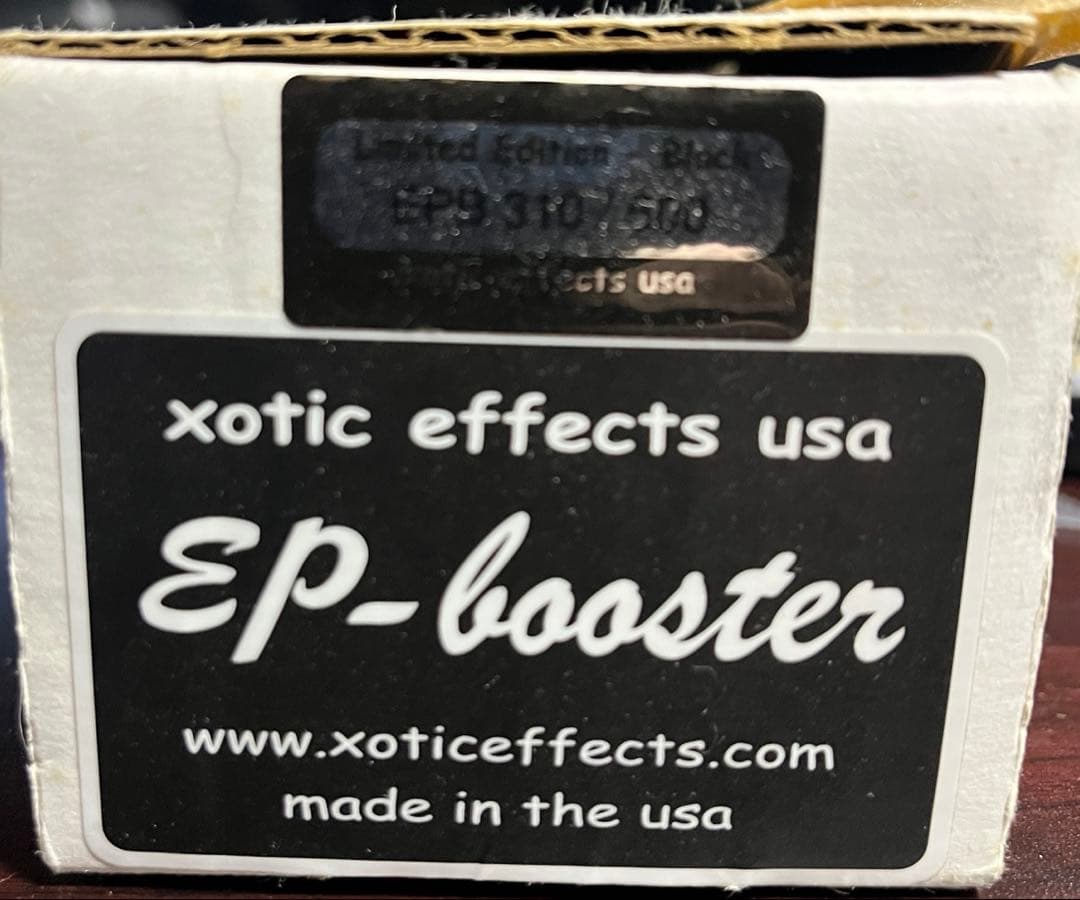 Limited Edition - Black
EPB 310 / 500
effects usa
xotic effects usa
EP-booster
www.xoticeffects.com
made in the usa